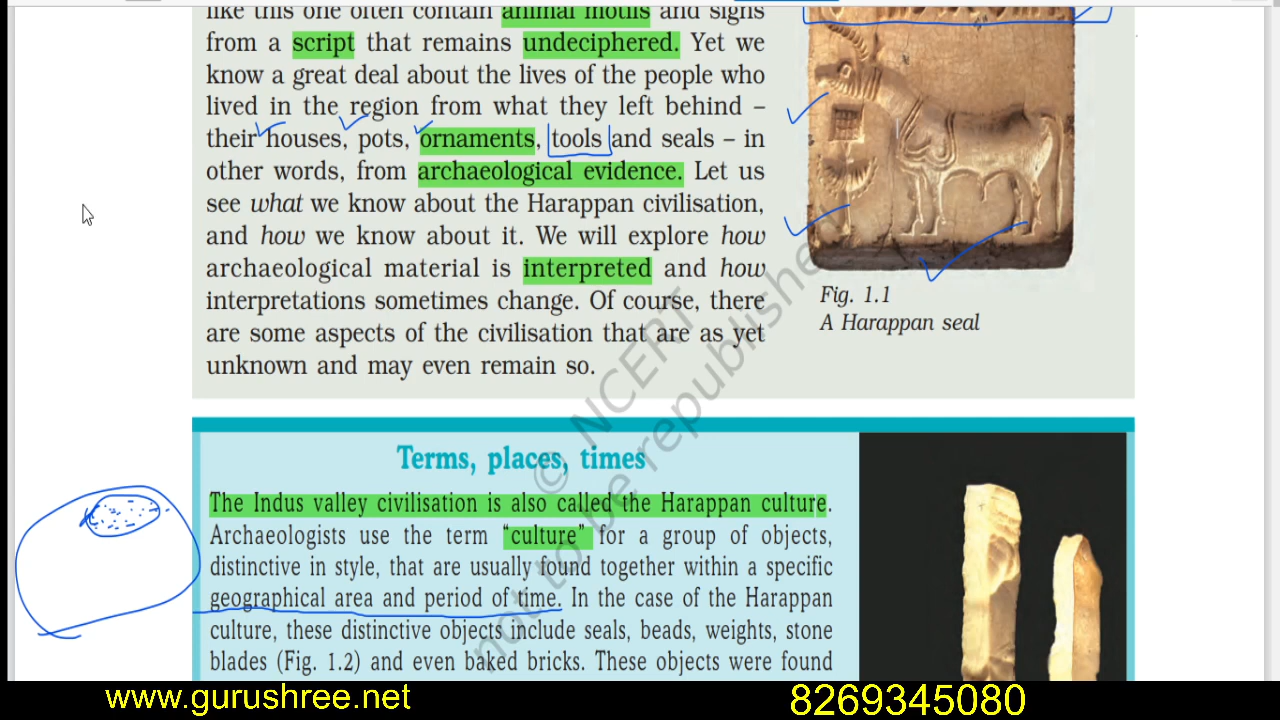 like this one often contain animal motifs and signs
from a script that remains undeciphered. Yet we
know a great deal about the lives of the people who
lived in the region from what they left behind –
their houses, pots, ornaments, tools and seals – in
other words, from archaeological evidence. Let us
see what we know about the Harappan civilisation,
and how we know about it. We will explore how
archaeological material is interpreted and how
interpretations sometimes change. Of course, there
are some aspects of the civilisation that are as yet
unknown and may even remain so.
Fig. 1.1
A Harappan seal
© NCERT
not to be republished
Terms, places, times
The Indus valley civilisation is also called the Harappan culture.
Archaeologists use the term “culture” for a group of objects,
distinctive in style, that are usually found together within a specific
geographical area and period of time. In the case of the Harappan
culture, these distinctive objects include seals, beads, weights, stone
blades (Fig. 1.2) and even baked bricks. These objects were found
www.gurushree.net
8269345080